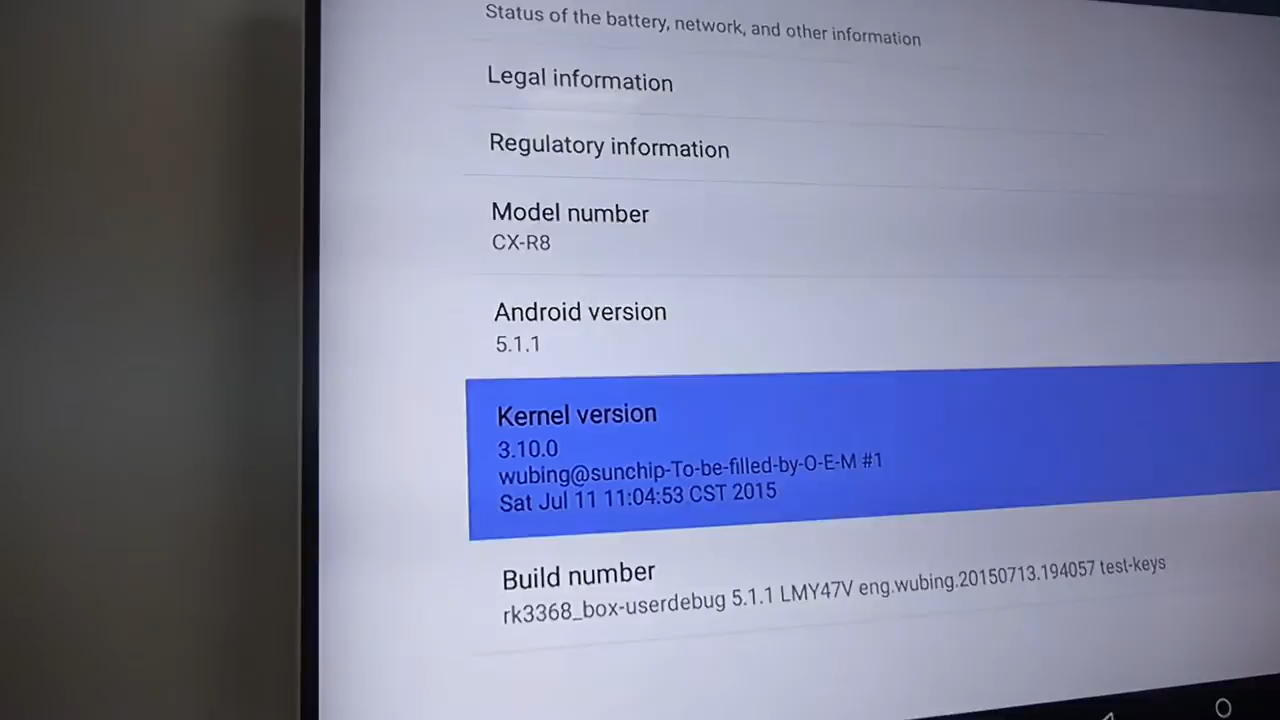 Status of the battery, network, and other information
Legal information
Regulatory information
Model number
CX-R8
Android version
5.1.1
Kernel version
3.10.0
wubing@sunchip-To-be-filled-by-O-E-M #1
Sat Jul 11 11:04:53 CST 2015
Build number
rk3368_box-userdebug 5.1.1 LMY47V eng.wubing.20150713.194057 test-keys